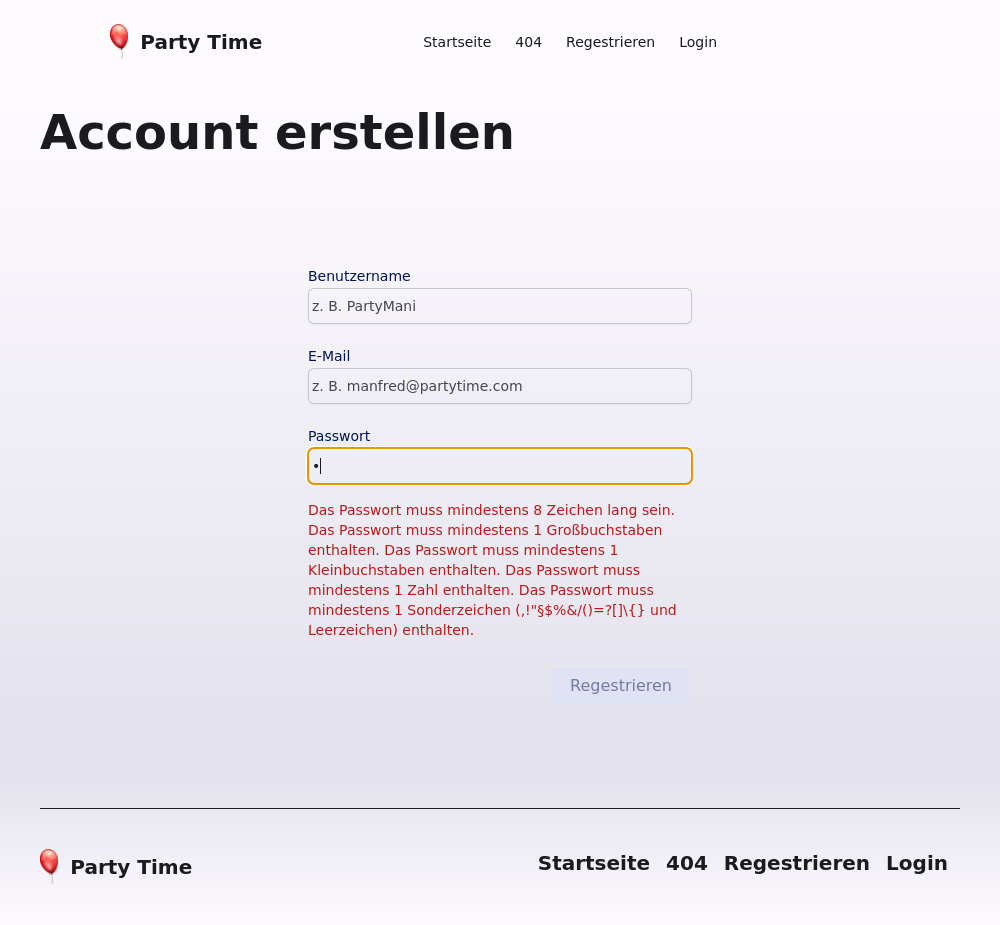 Party Time
Startseite 404 Regestrieren Login
Account erstellen
Benutzername
z. B. PartyMani
E-Mail
z. B. manfred@partytime.com
Passwort
•
Das Passwort muss mindestens 8 Zeichen lang sein.
Das Passwort muss mindestens 1 Großbuchstaben
enthalten. Das Passwort muss mindestens 1
Kleinbuchstaben enthalten. Das Passwort muss
mindestens 1 Zahl enthalten. Das Passwort muss
mindestens 1 Sonderzeichen (,!"§$%&/()=?[]\{} und
Leerzeichen) enthalten.
Regestrieren
Party Time
Startseite 404 Regestrieren Login